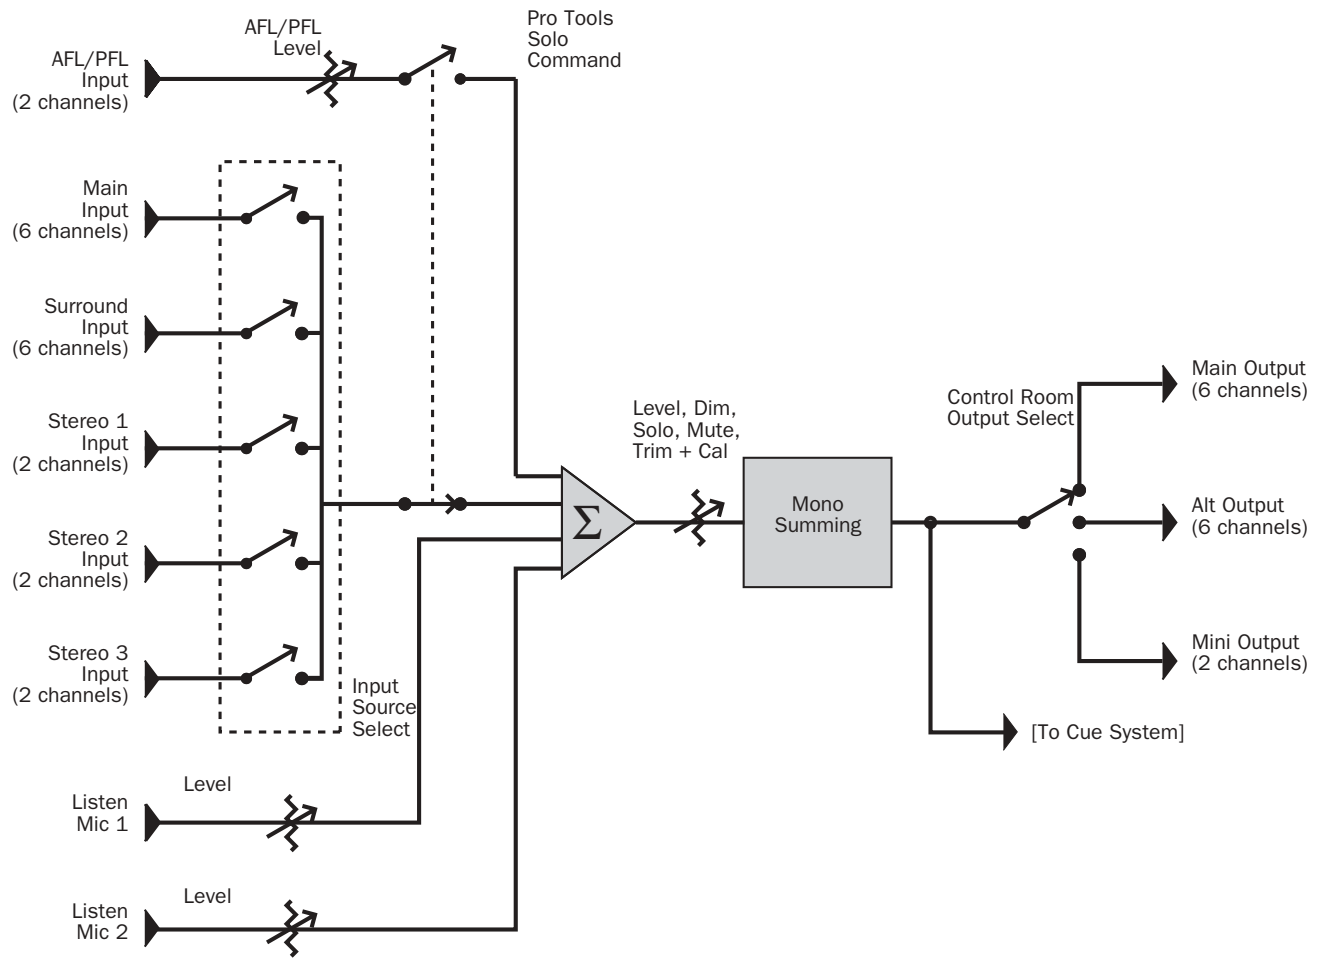 AFL/PFL
Level
Pro Tools
Solo
Command
AFL/PFL
Input
(2 channels)
Main
Input
(6 channels)
Surround
Input
(6 channels)
Stereo 1
Input
(2 channels)
Stereo 2
Input
(2 channels)
Stereo 3
Input
(2 channels)
Input
Source
Select
Level
Listen
Mic 1
Level
Listen
Mic 2
Σ
Level, Dim,
Solo, Mute,
Trim + Cal
Mono
Summing
Control Room
Output Select
Main Output
(6 channels)
Alt Output
(6 channels)
Mini Output
(2 channels)
[To Cue System]